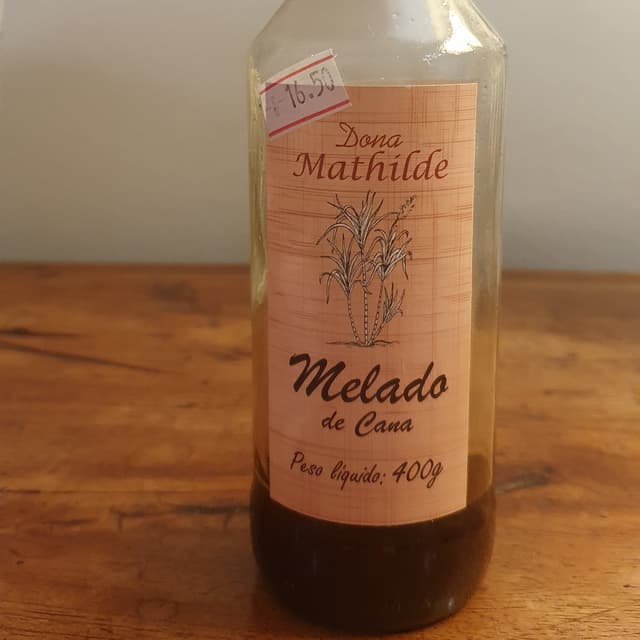 16.50
Dona
Mathilde
Melado
de Cana
Peso líquido: 400g